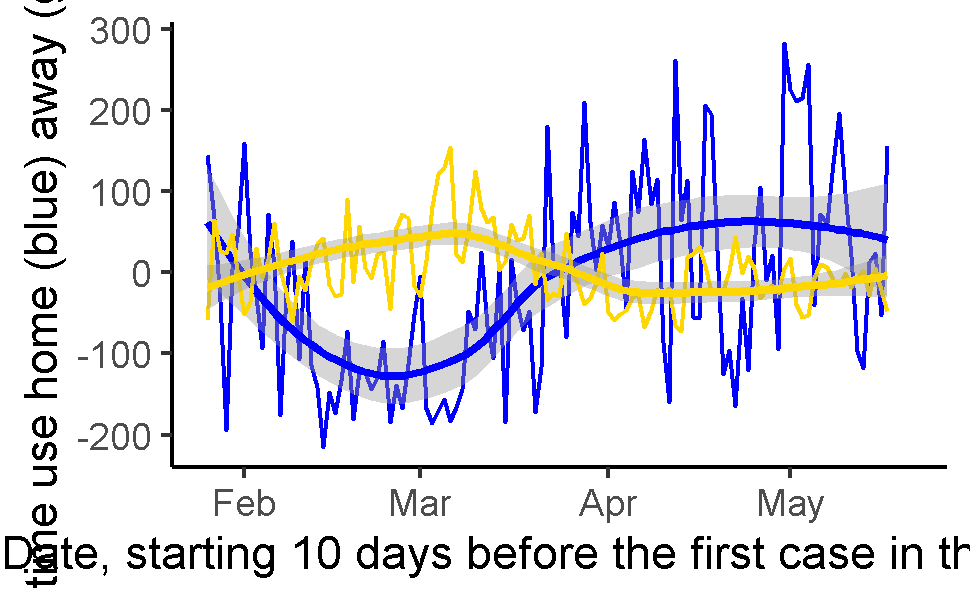 time use home (blue) away (
300
200
100
0
-100
-200
Feb Mar Apr May
Date, starting 10 days before the first case in th